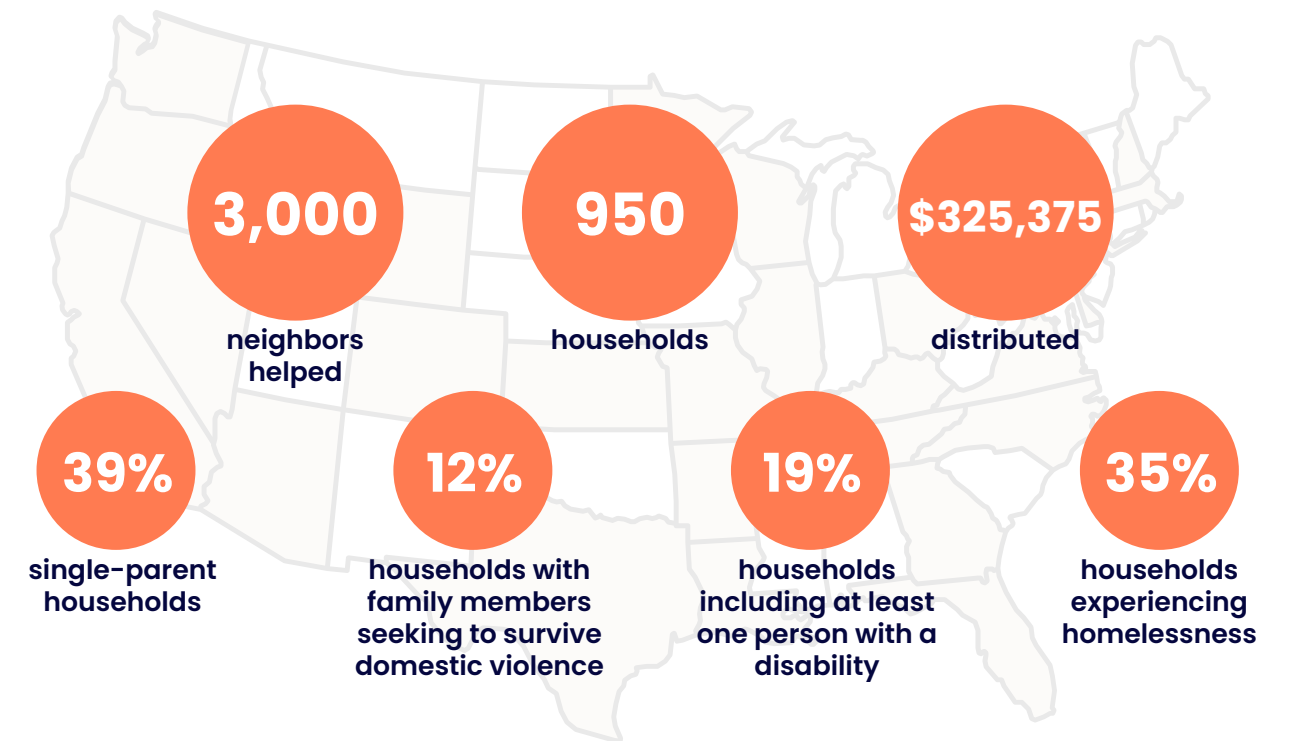 3,000
neighbors
helped
950
households
$325,375
distributed
39%
single-parent
households
12%
households with
family members
seeking to survive
domestic violence
19%
households
including at least
one person with a
disability
35%
households
experiencing
homelessness